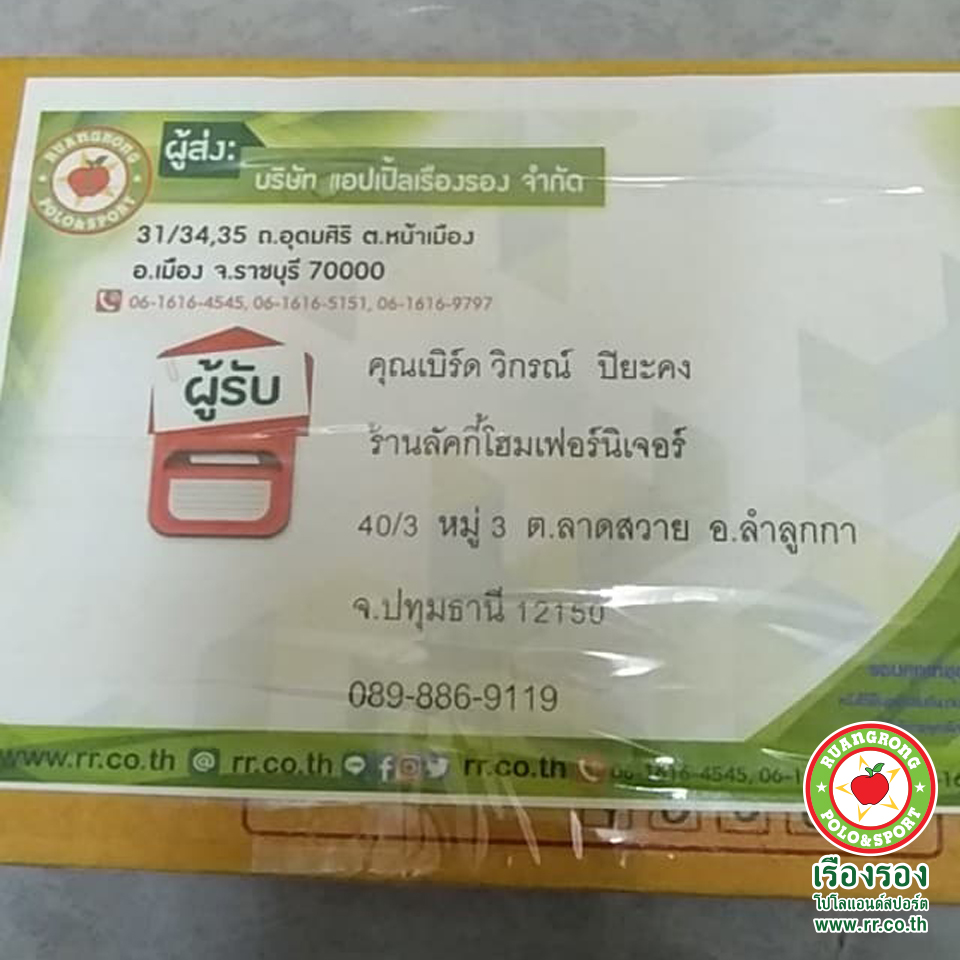 RUANGRONG
POLO&SPORT
ผู้ส่ง:
บริษัท แอปเปิ้ลเรืองรอง จำกัด
31/34,35 ถ.อุดมศิริ ต.หน้าเมือง
อ.เมือง จ.ราชบุรี 70000
06-1616-4545, 06-1616-5151, 06-1616-9797
ผู้รับ
คุณเบิร์ด วิกรณ์ ปิยะคง
ร้านลัคกี้โฮมเฟอร์นิเจอร์
40/3 หมู่ 3 ต.ลาดสวาย อ.ลำลูกกา
จ.ปทุมธานี 12150
089-886-9119
www.rr.co.th @ rr.co.th rr.co.th 06-1616-4545, 06-1
RUANGRONG
POLO&SPORT
เรืองรอง
โปโลแอนด์สปอร์ต
www.rr.co.th